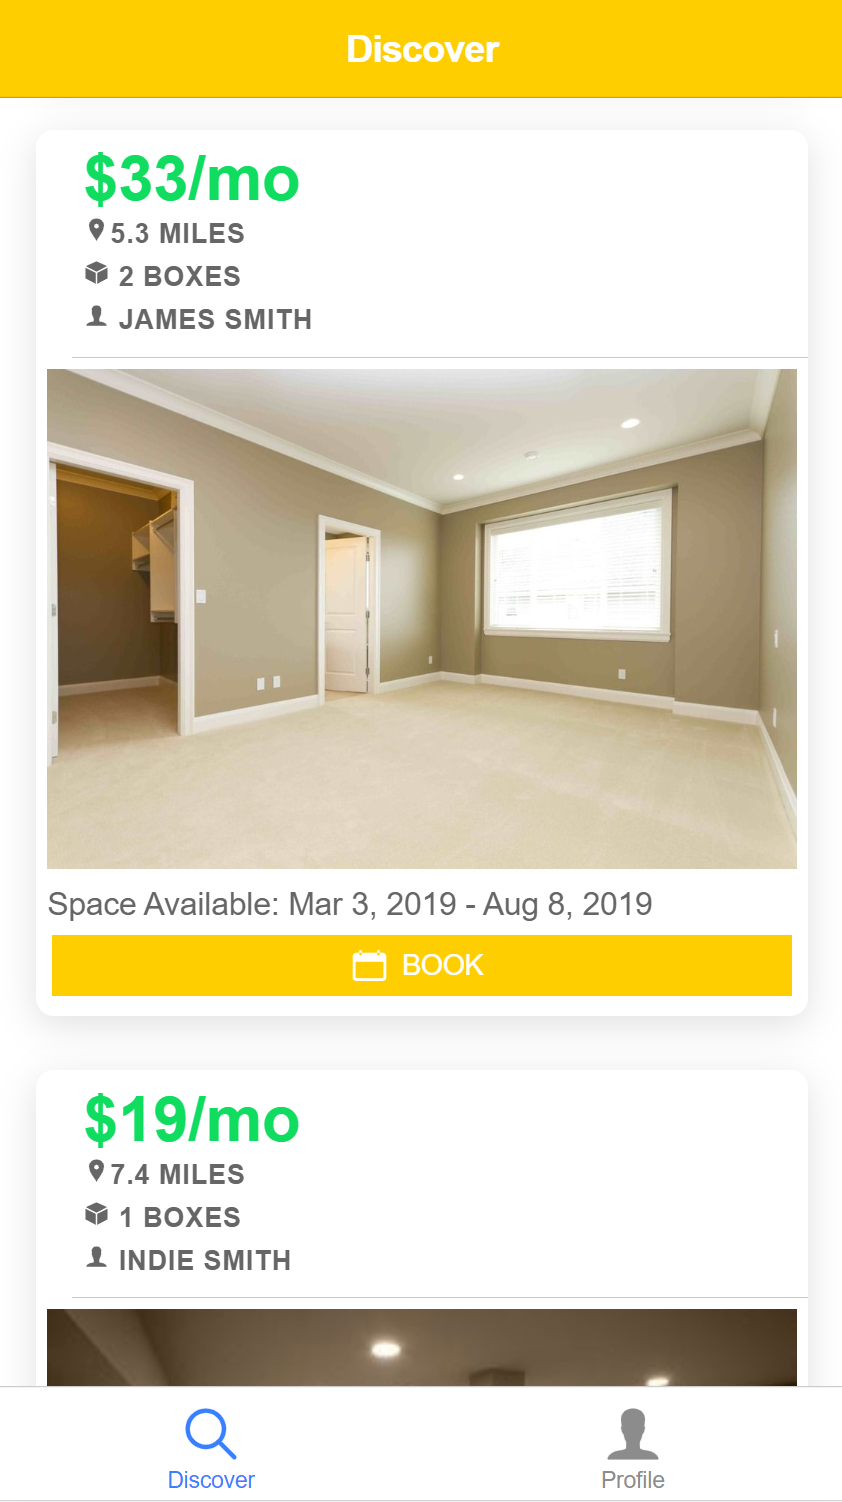 Discover
$33/mo
5.3 MILES
2 BOXES
JAMES SMITH
Space Available: Mar 3, 2019 - Aug 8, 2019
BOOK
$19/mo
7.4 MILES
1 BOXES
INDIE SMITH
Discover
Profile